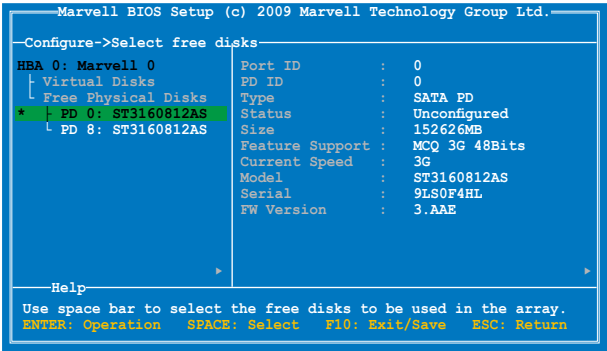 Marvell BIOS Setup (c) 2009 Marvell Technology Group Ltd.
Configure->Select free disks
HBA 0: Marvell 0
Virtual Disks
Free Physical Disks
* PD 0: ST3160812AS
PD 8: ST3160812AS
Port ID : 0
PD ID : 0
Type : SATA PD
Status : Unconfigured
Size : 152626MB
Feature Support : MCQ 3G 48Bits
Current Speed : 3G
Model : ST3160812AS
Serial : 9LS0F4HL
FW Version : 3.AAE
Help
Use space bar to select the free disks to be used in the array.
ENTER: Operation SPACE: Select F10: Exit/Save ESC: Return